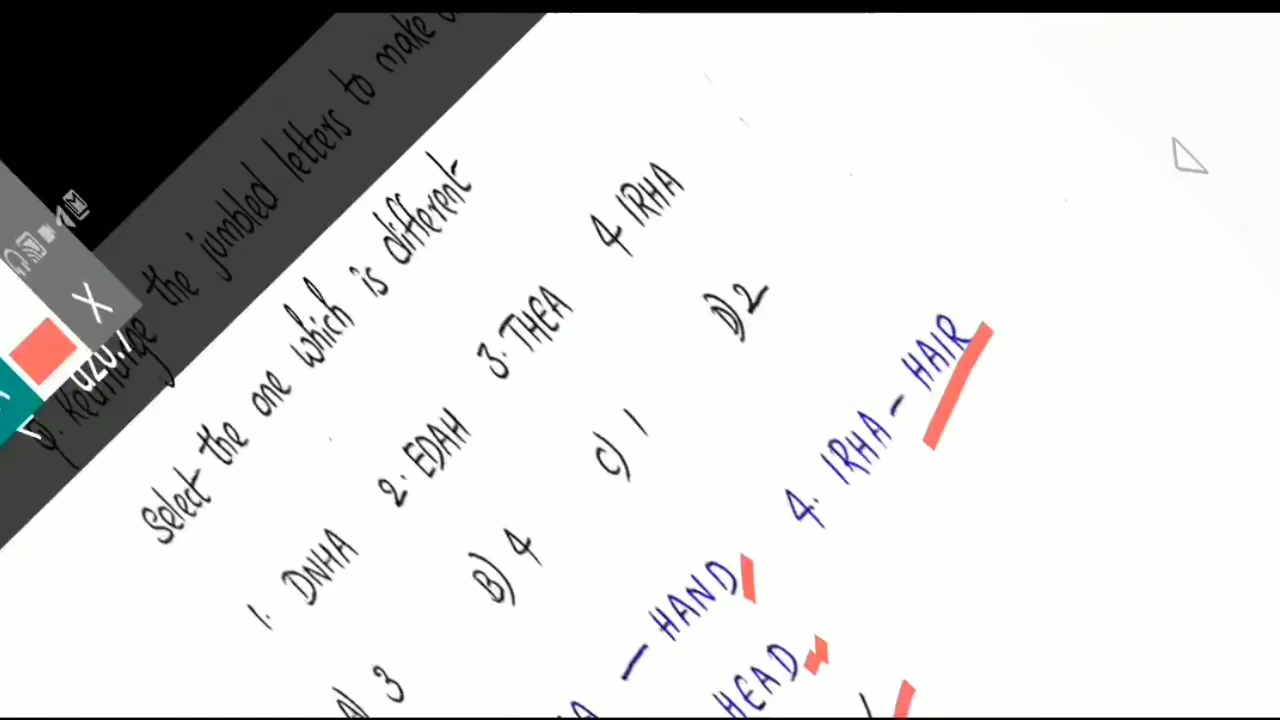 9. Rearrange the jumbled letters to make
Select the one which is different
1. DNHA 2. EDAH 3. THEA 4 IRHA
A) 3 B) 4 C) 1 D) 2
- HAND 4. IRHA - HAIR
HEAD
X